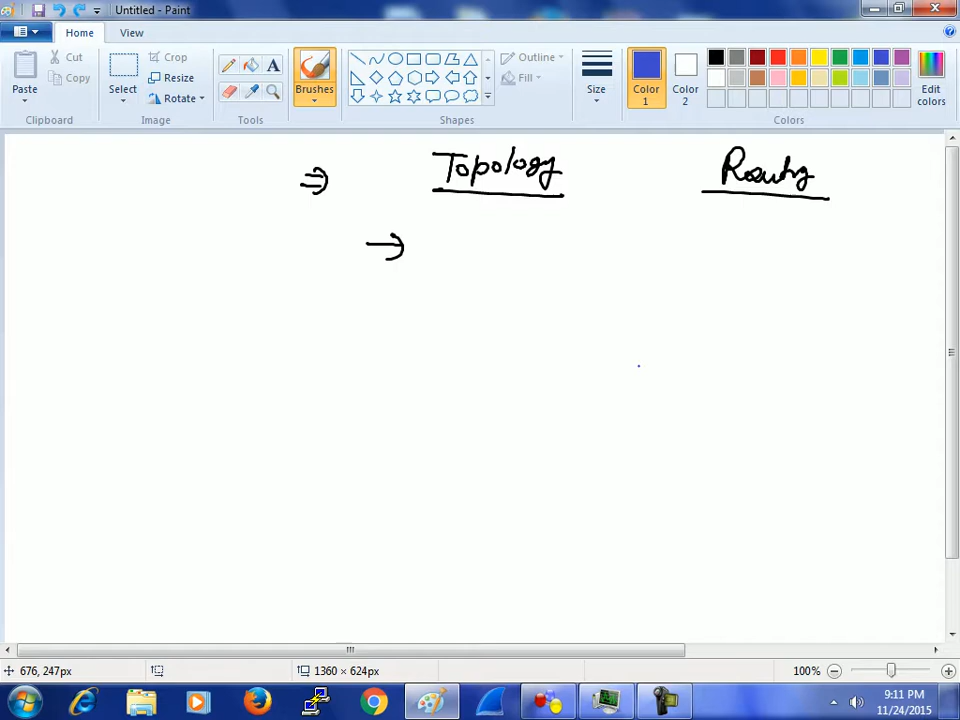 Untitled - Paint
Home View
Paste
Cut
Copy
Clipboard
Select
Crop
Resize
Rotate
Image
A
Tools
Brushes
Shapes
Outline
Fill
Size
Color 1
Color 2
Colors
Edit colors
⇒ Topology Routing
→
676, 247px
1360 × 624px
100%
9:11 PM
11/24/2015